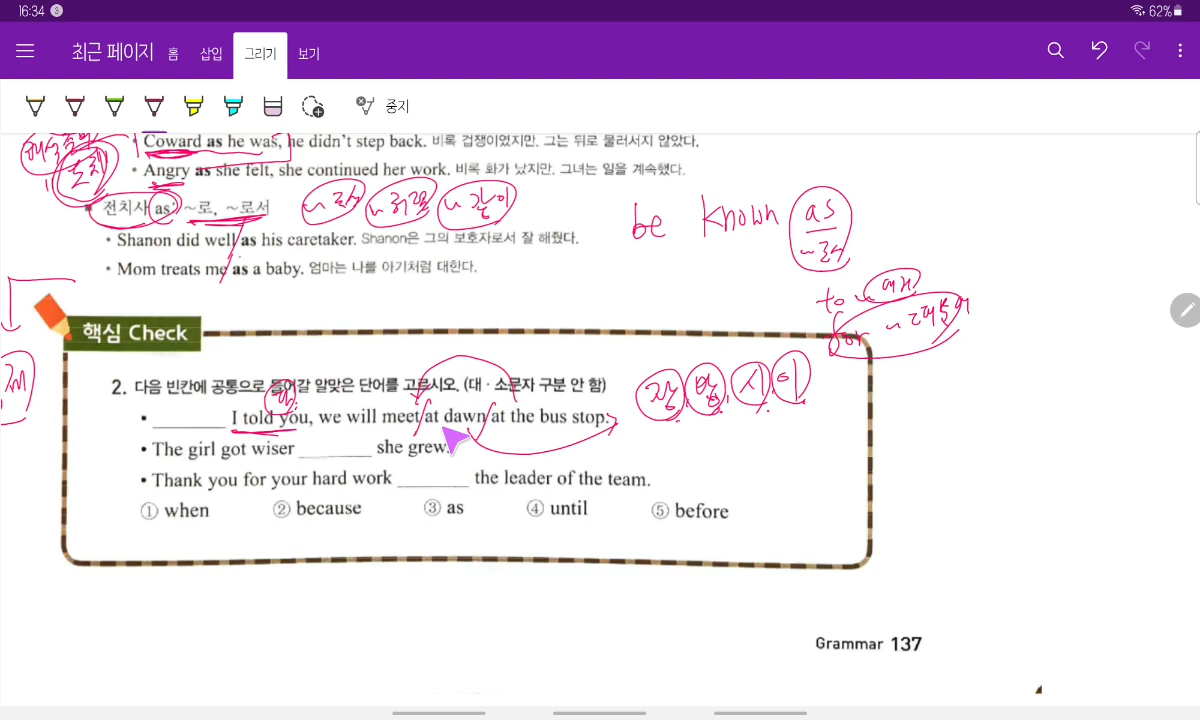 16:34 3 62%
최근 페이지 홈 삽입 그리기 보기
중지
• Coward as he was, he didn't step back. 비록 겁쟁이였지만, 그는 뒤로 물러서지 않았다.
• Angry as she felt, she continued her work. 비록 화가 났지만, 그녀는 일을 계속했다.
전치사 as: ~로, ~로서 ~로서 ~처럼 ~같이
be known as
~로서
• Shanon did well as his caretaker. Shanon은 그의 보호자로서 잘 해줬다.
• Mom treats me as a baby. 엄마는 나를 아기처럼 대한다.
to ~에게
for ~때문에
핵심 Check
2. 다음 빈칸에 공통으로 들어갈 알맞은 단어를 고르시오. (대·소문자 구분 안 함)
장 방 시 이
• ________ I told you, we will meet at dawn at the bus stop.
• The girl got wiser ________ she grew.
• Thank you for your hard work ________ the leader of the team.
① when ② because ③ as ④ until ⑤ before
Grammar 137